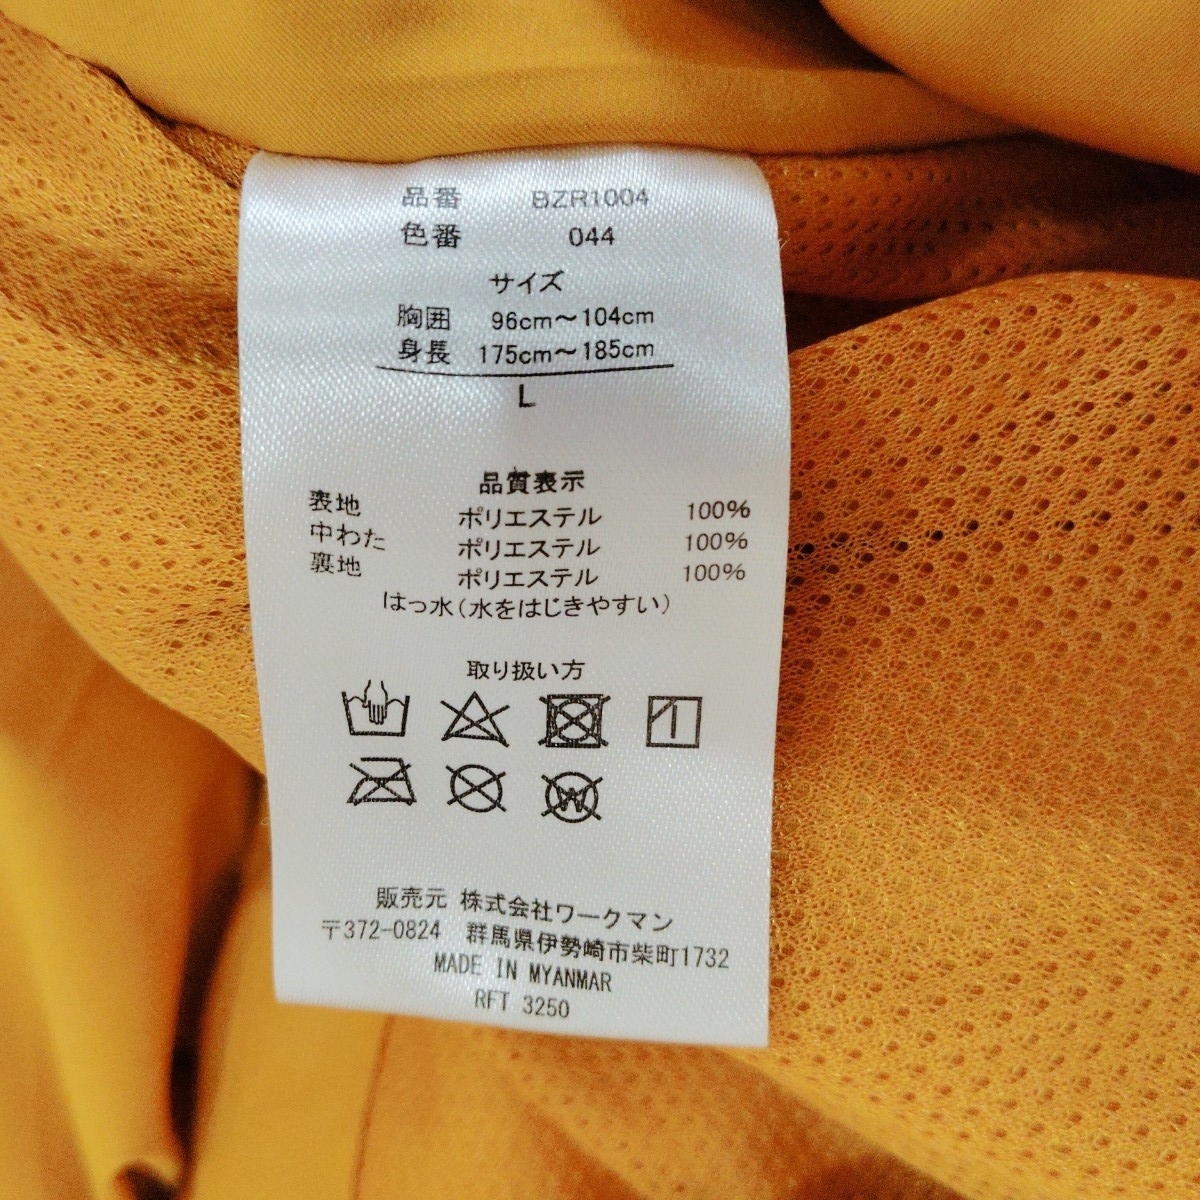 品番 BZR1004
色番 044
サイズ
胸囲 96cm～104cm
身長 175cm～185cm
L
品質表示
表地 ポリエステル 100%
中わた ポリエステル 100%
裏地 ポリエステル 100%
はっ水(水をはじきやすい)
取り扱い方
W
販売元 株式会社ワークマン
〒372-0824 群馬県伊勢崎市柴町1732
MADE IN MYANMAR
RFT 3250